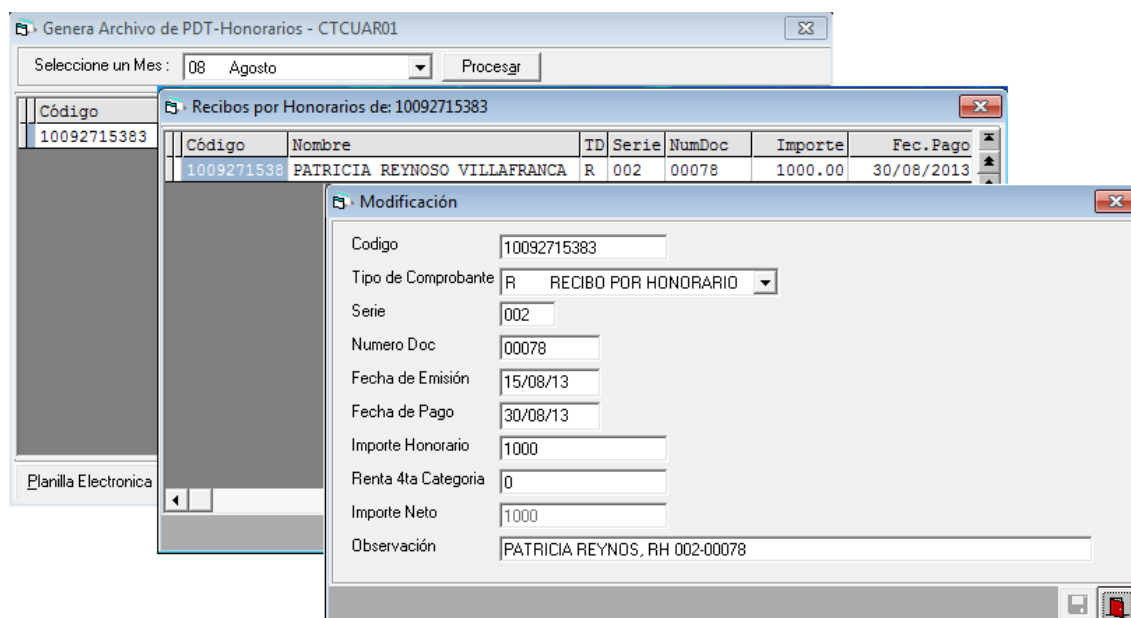 Genera Archivo de PDT-Honorarios - CTCUAR01
Seleccione un Mes : 08 Agosto Procesar
Código
10092715383
Planilla Electronica
Recibos por Honorarios de: 10092715383
Código Nombre TD Serie NumDoc Importe Fec.Pago
1009271538 PATRICIA REYNOSO VILLAFRANCA R 002 00078 1000.00 30/08/2013
Modificación
Codigo 10092715383
Tipo de Comprobante R RECIBO POR HONORARIO
Serie 002
Numero Doc 00078
Fecha de Emisión 15/08/13
Fecha de Pago 30/08/13
Importe Honorario 1000
Renta 4ta Categoria 0
Importe Neto 1000
Observación PATRICIA REYNOS, RH 002-00078